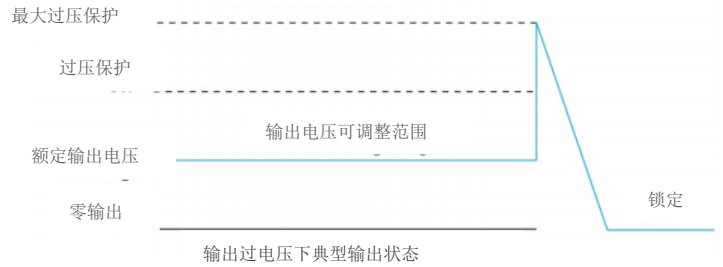 最大过压保护
过压保护
输出电压可调整范围
额定输出电压
零输出
锁定
输出过电压下典型输出状态